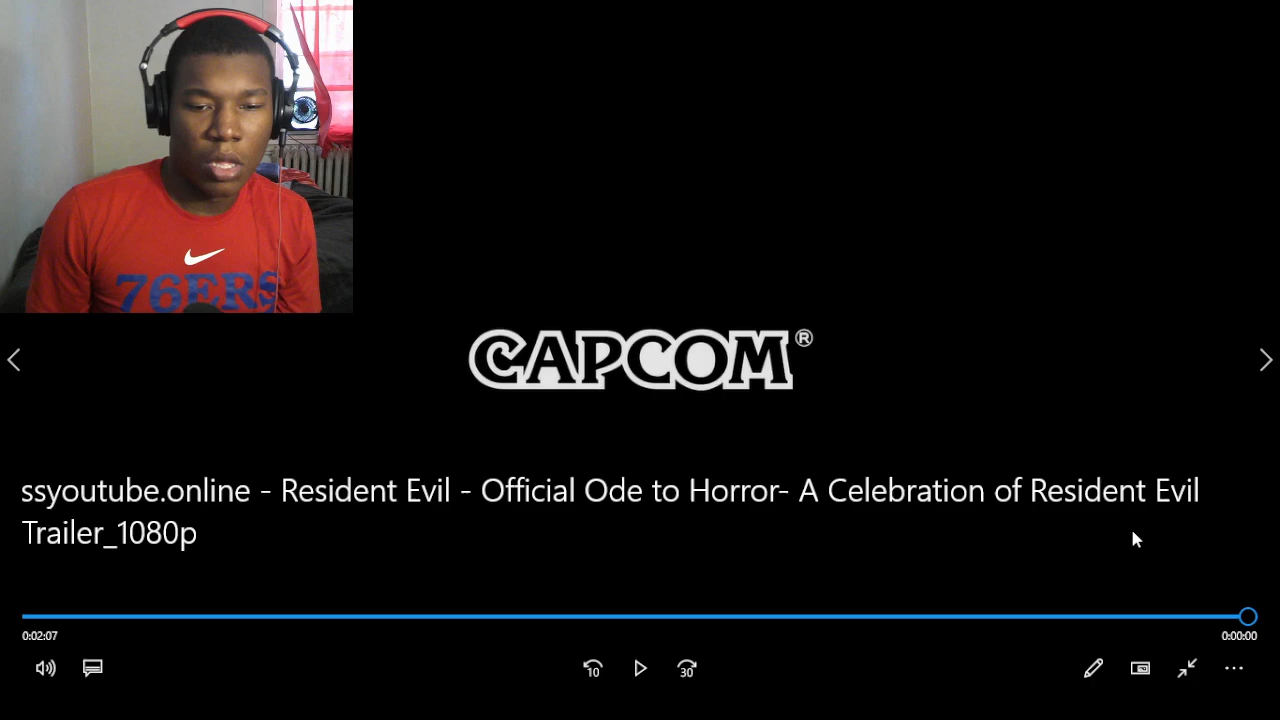 76ERS
CAPCOM®
ssyoutube.online - Resident Evil - Official Ode to Horror- A Celebration of Resident Evil
Trailer_1080p
0:02:07
0:00:00
10
30